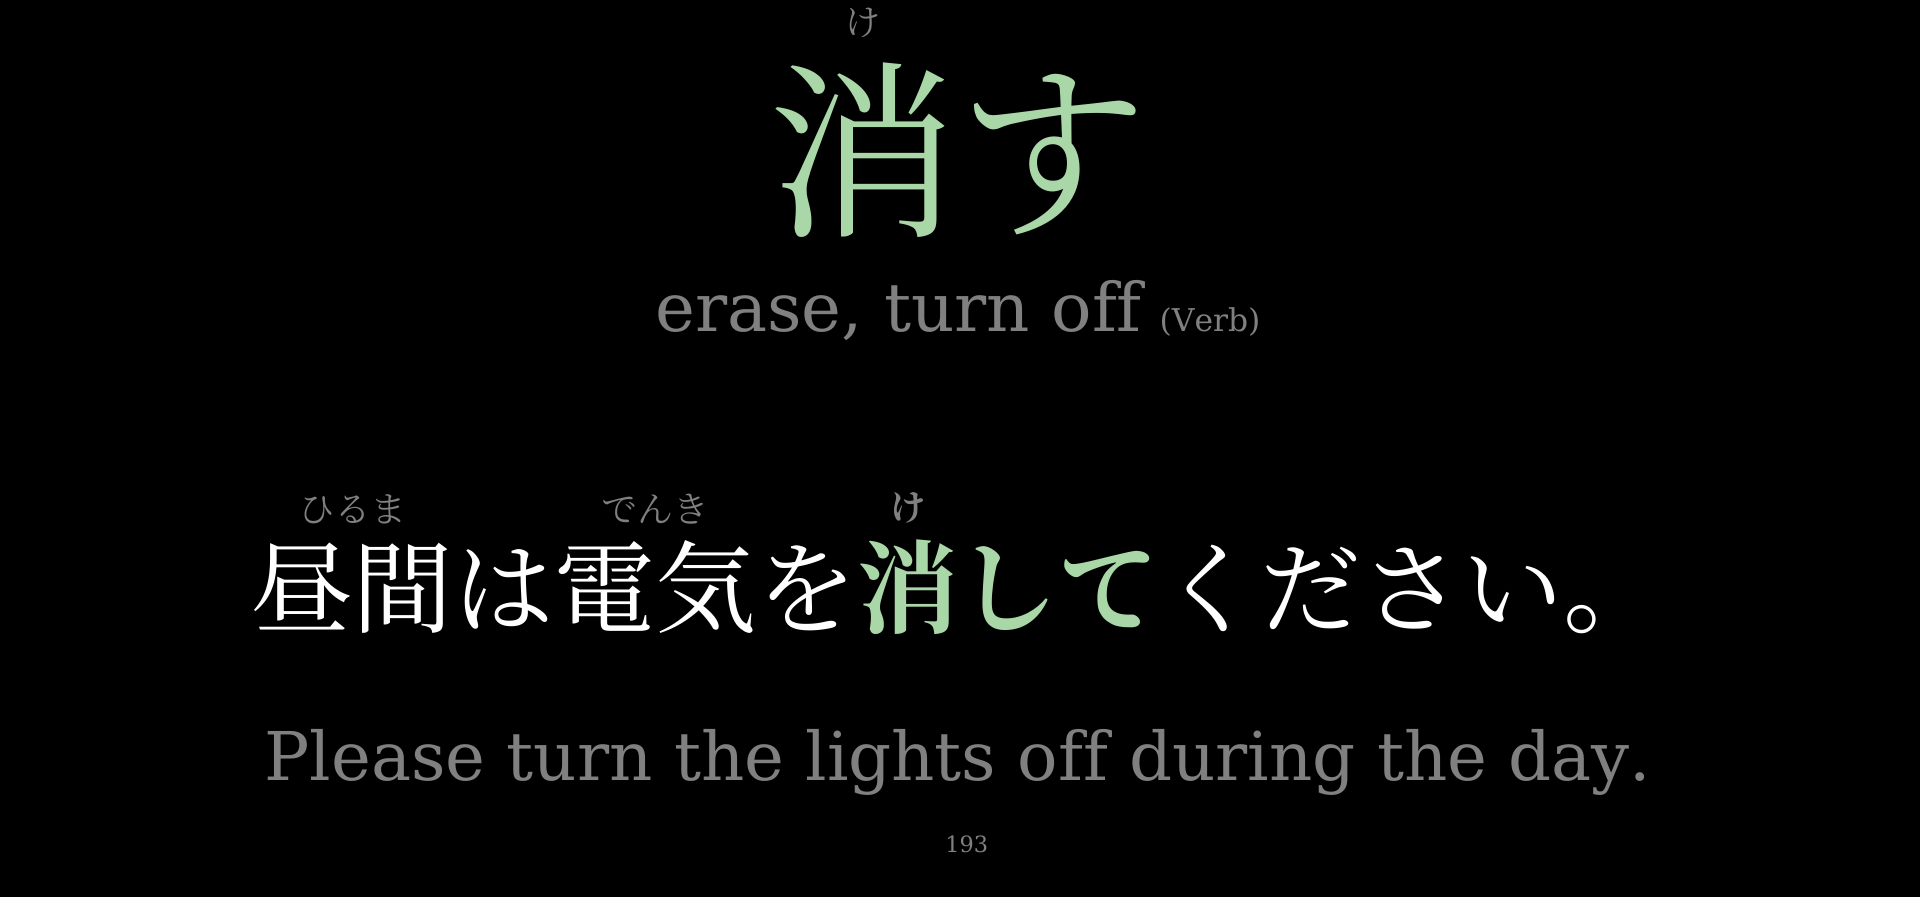 け
消す
erase, turn off (Verb)
ひるま でんき け
昼間は電気を消してください。
Please turn the lights off during the day.
193